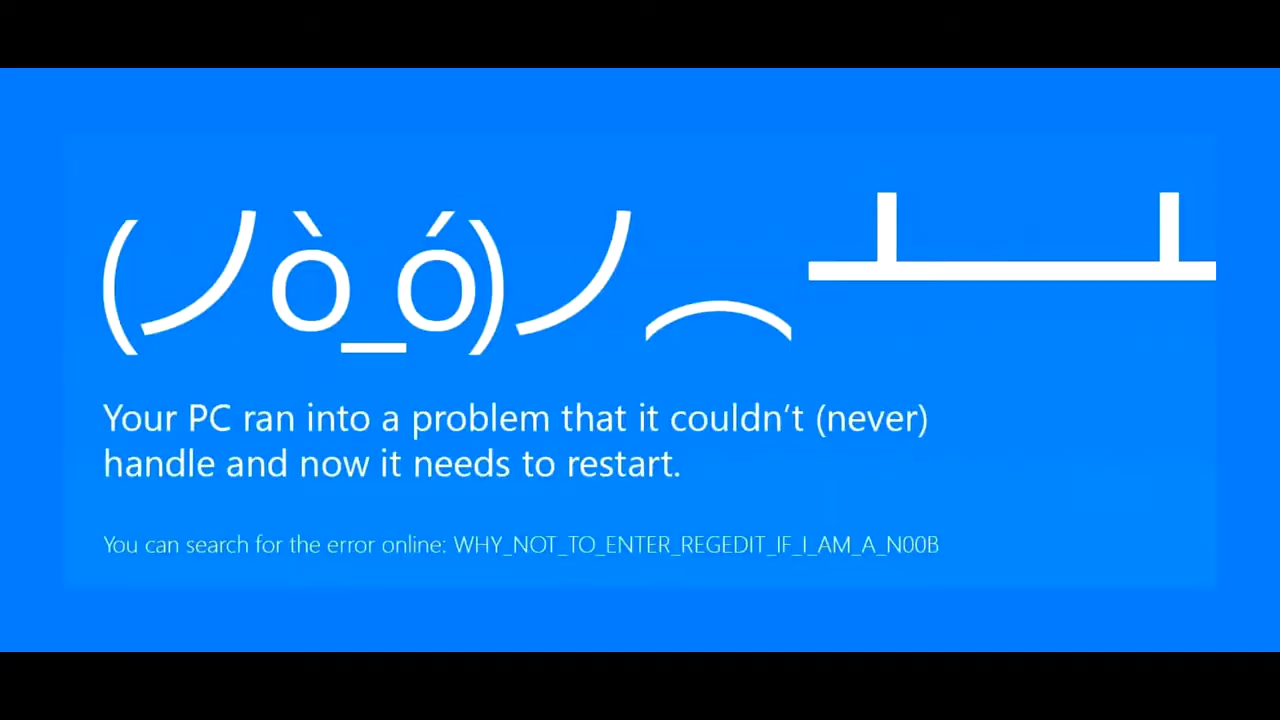 (ノò_ó)ノ⌒┻━┻
Your PC ran into a problem that it couldn't (never)
handle and now it needs to restart.
You can search for the error online: WHY_NOT_TO_ENTER_REGEDIT_IF_I_AM_A_N00B